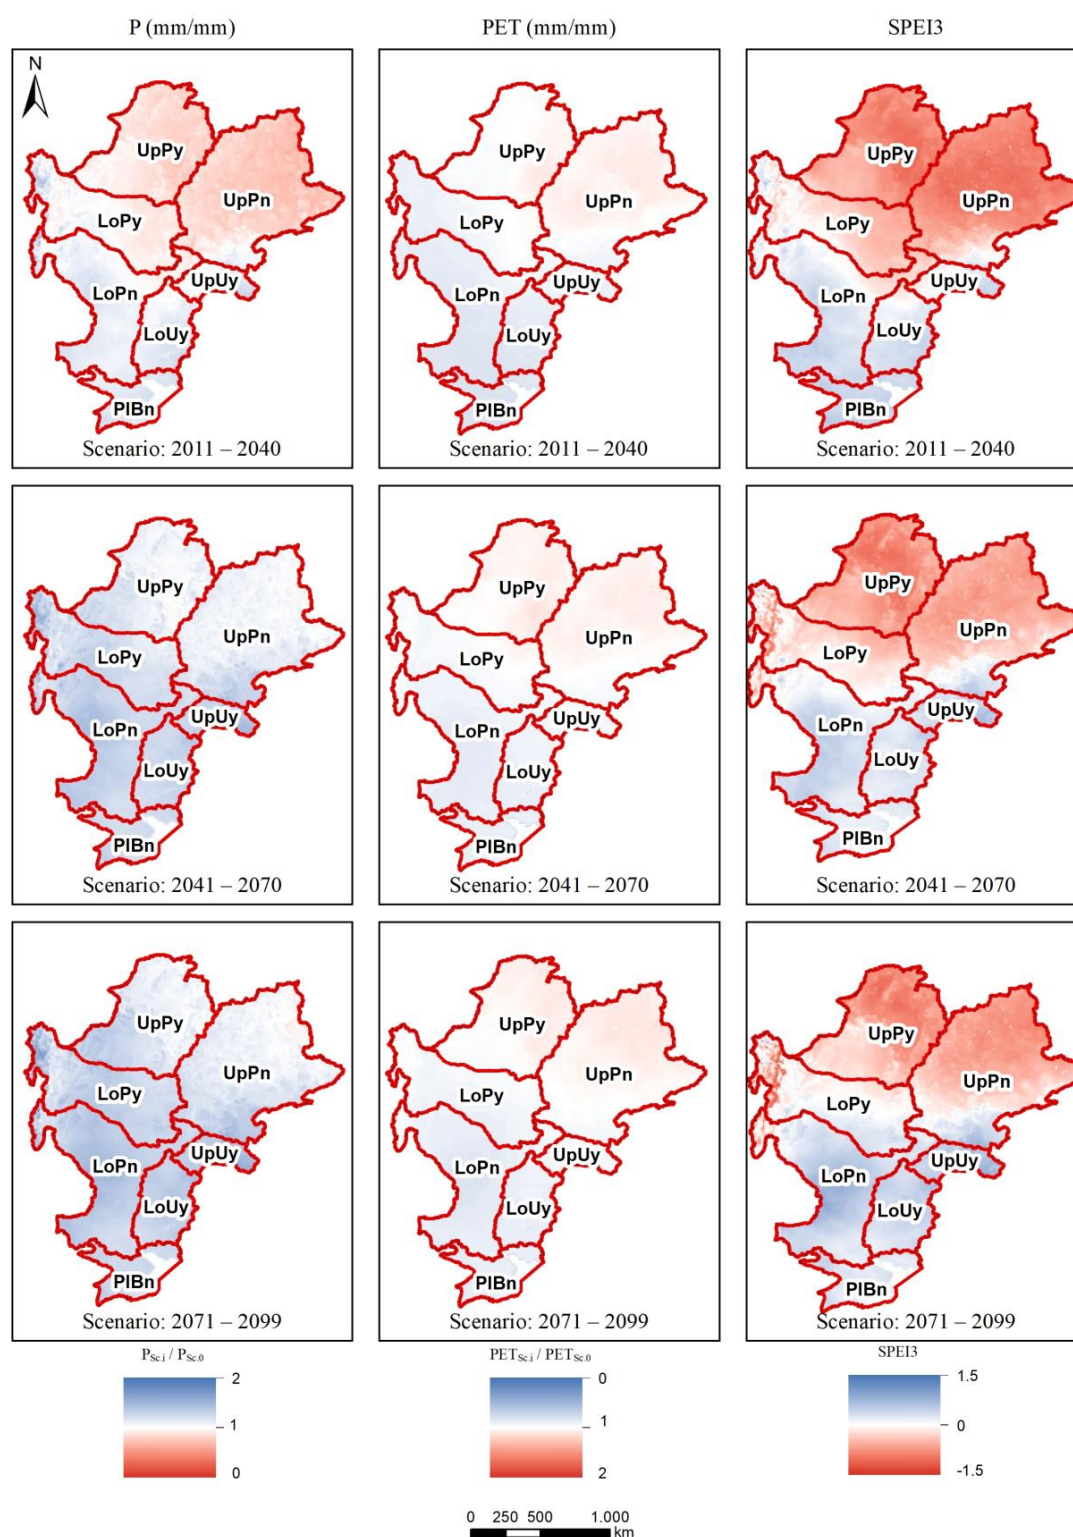 P (mm/mm)
PET (mm/mm)
SPEI3
N
UpPy
UpPn
LoPy
LoPn
UpUy
LoUy
PlBn
Scenario: 2011 – 2040
UpPy
UpPn
LoPy
LoPn
UpUy
LoUy
PlBn
Scenario: 2011 – 2040
UpPy
UpPn
LoPy
LoPn
UpUy
LoUy
PlBn
Scenario: 2011 – 2040
UpPy
UpPn
LoPy
LoPn
UpUy
LoUy
PlBn
Scenario: 2041 – 2070
UpPy
UpPn
LoPy
LoPn
UpUy
LoUy
PlBn
Scenario: 2041 – 2070
UpPy
UpPn
LoPy
LoPn
UpUy
LoUy
PlBn
Scenario: 2041 – 2070
UpPy
UpPn
LoPy
LoPn
UpUy
LoUy
PlBn
Scenario: 2071 – 2099
UpPy
UpPn
LoPy
LoPn
UpUy
LoUy
PlBn
Scenario: 2071 – 2099
UpPy
UpPn
LoPy
LoPn
UpUy
LoUy
PlBn
Scenario: 2071 – 2099
PSc.i / PSc.0
2
1
0
PETSc.i / PETSc.0
0
1
2
SPEI3
1.5
0
-1.5
0 250 500 1.000
km